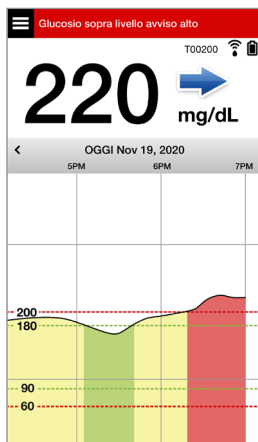 Glucosio sopra livello avviso alto
T00200
220
mg/dL
< OGGI Nov 19, 2020
5PM 6PM 7PM
200
180
90
60